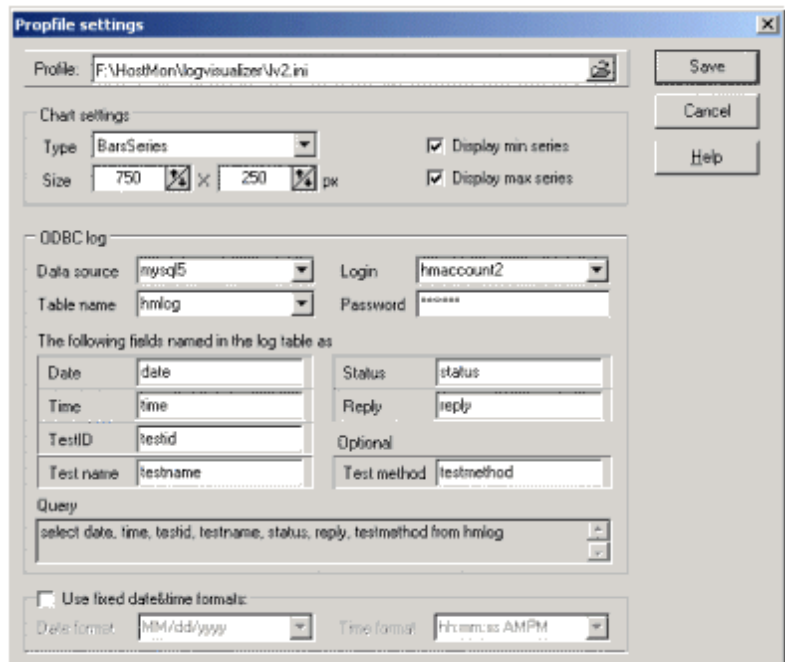 Propfile settings
Profile: F:\HostMon\logvisualizer\lv2.ini
Save
Chart settings
Cancel
Type BarsSeries Display min series
Help
Size 750 X 250 px Display max series
ODBC log
Data source mysql5 Login hmaccount2
Table name hmlog Password ******
The following fields named in the log table as
Date date Status status
Time time Reply reply
TestID testid Optional
Test name testname Test method testmethod
Query
select date, time, testid, testname, status, reply, testmethod from hmlog
Use fixed date&time formats:
Date format MM/dd/yyyy Time format hh:mm:ss AMPM